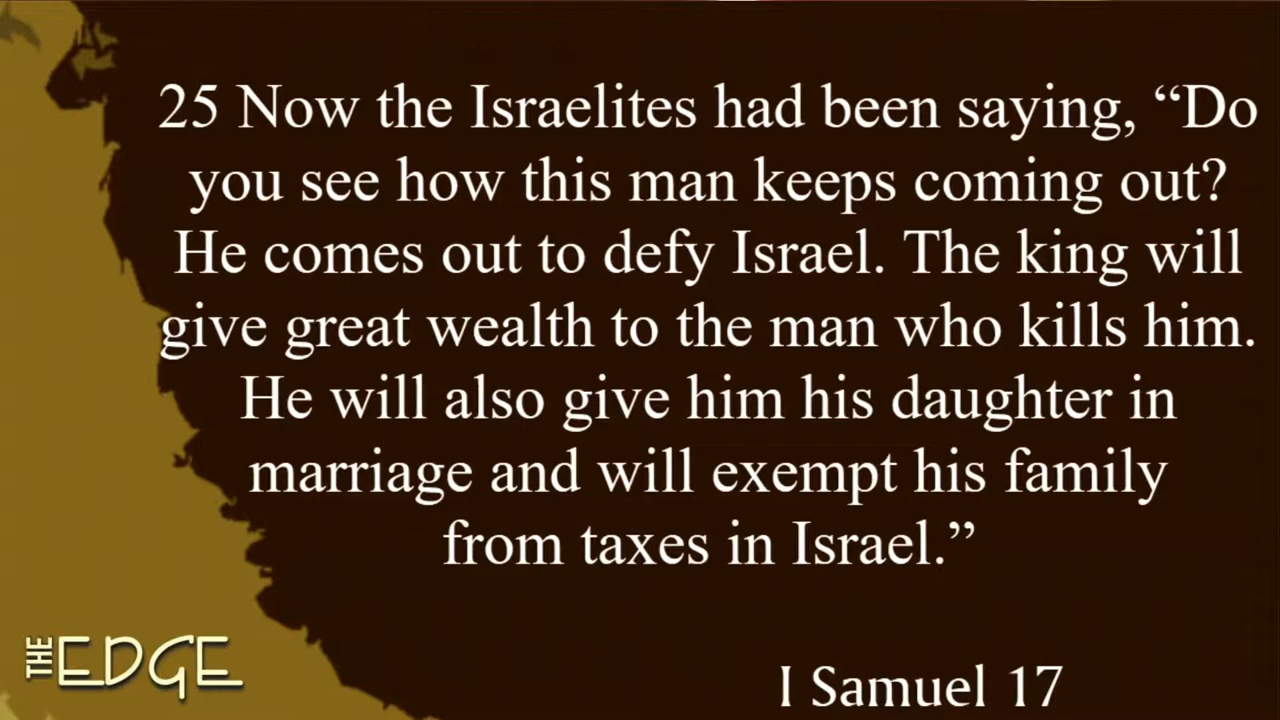 25 Now the Israelites had been saying, “Do
you see how this man keeps coming out?
He comes out to defy Israel. The king will
give great wealth to the man who kills him.
He will also give him his daughter in
marriage and will exempt his family
from taxes in Israel.”
THE EDGE
I Samuel 17